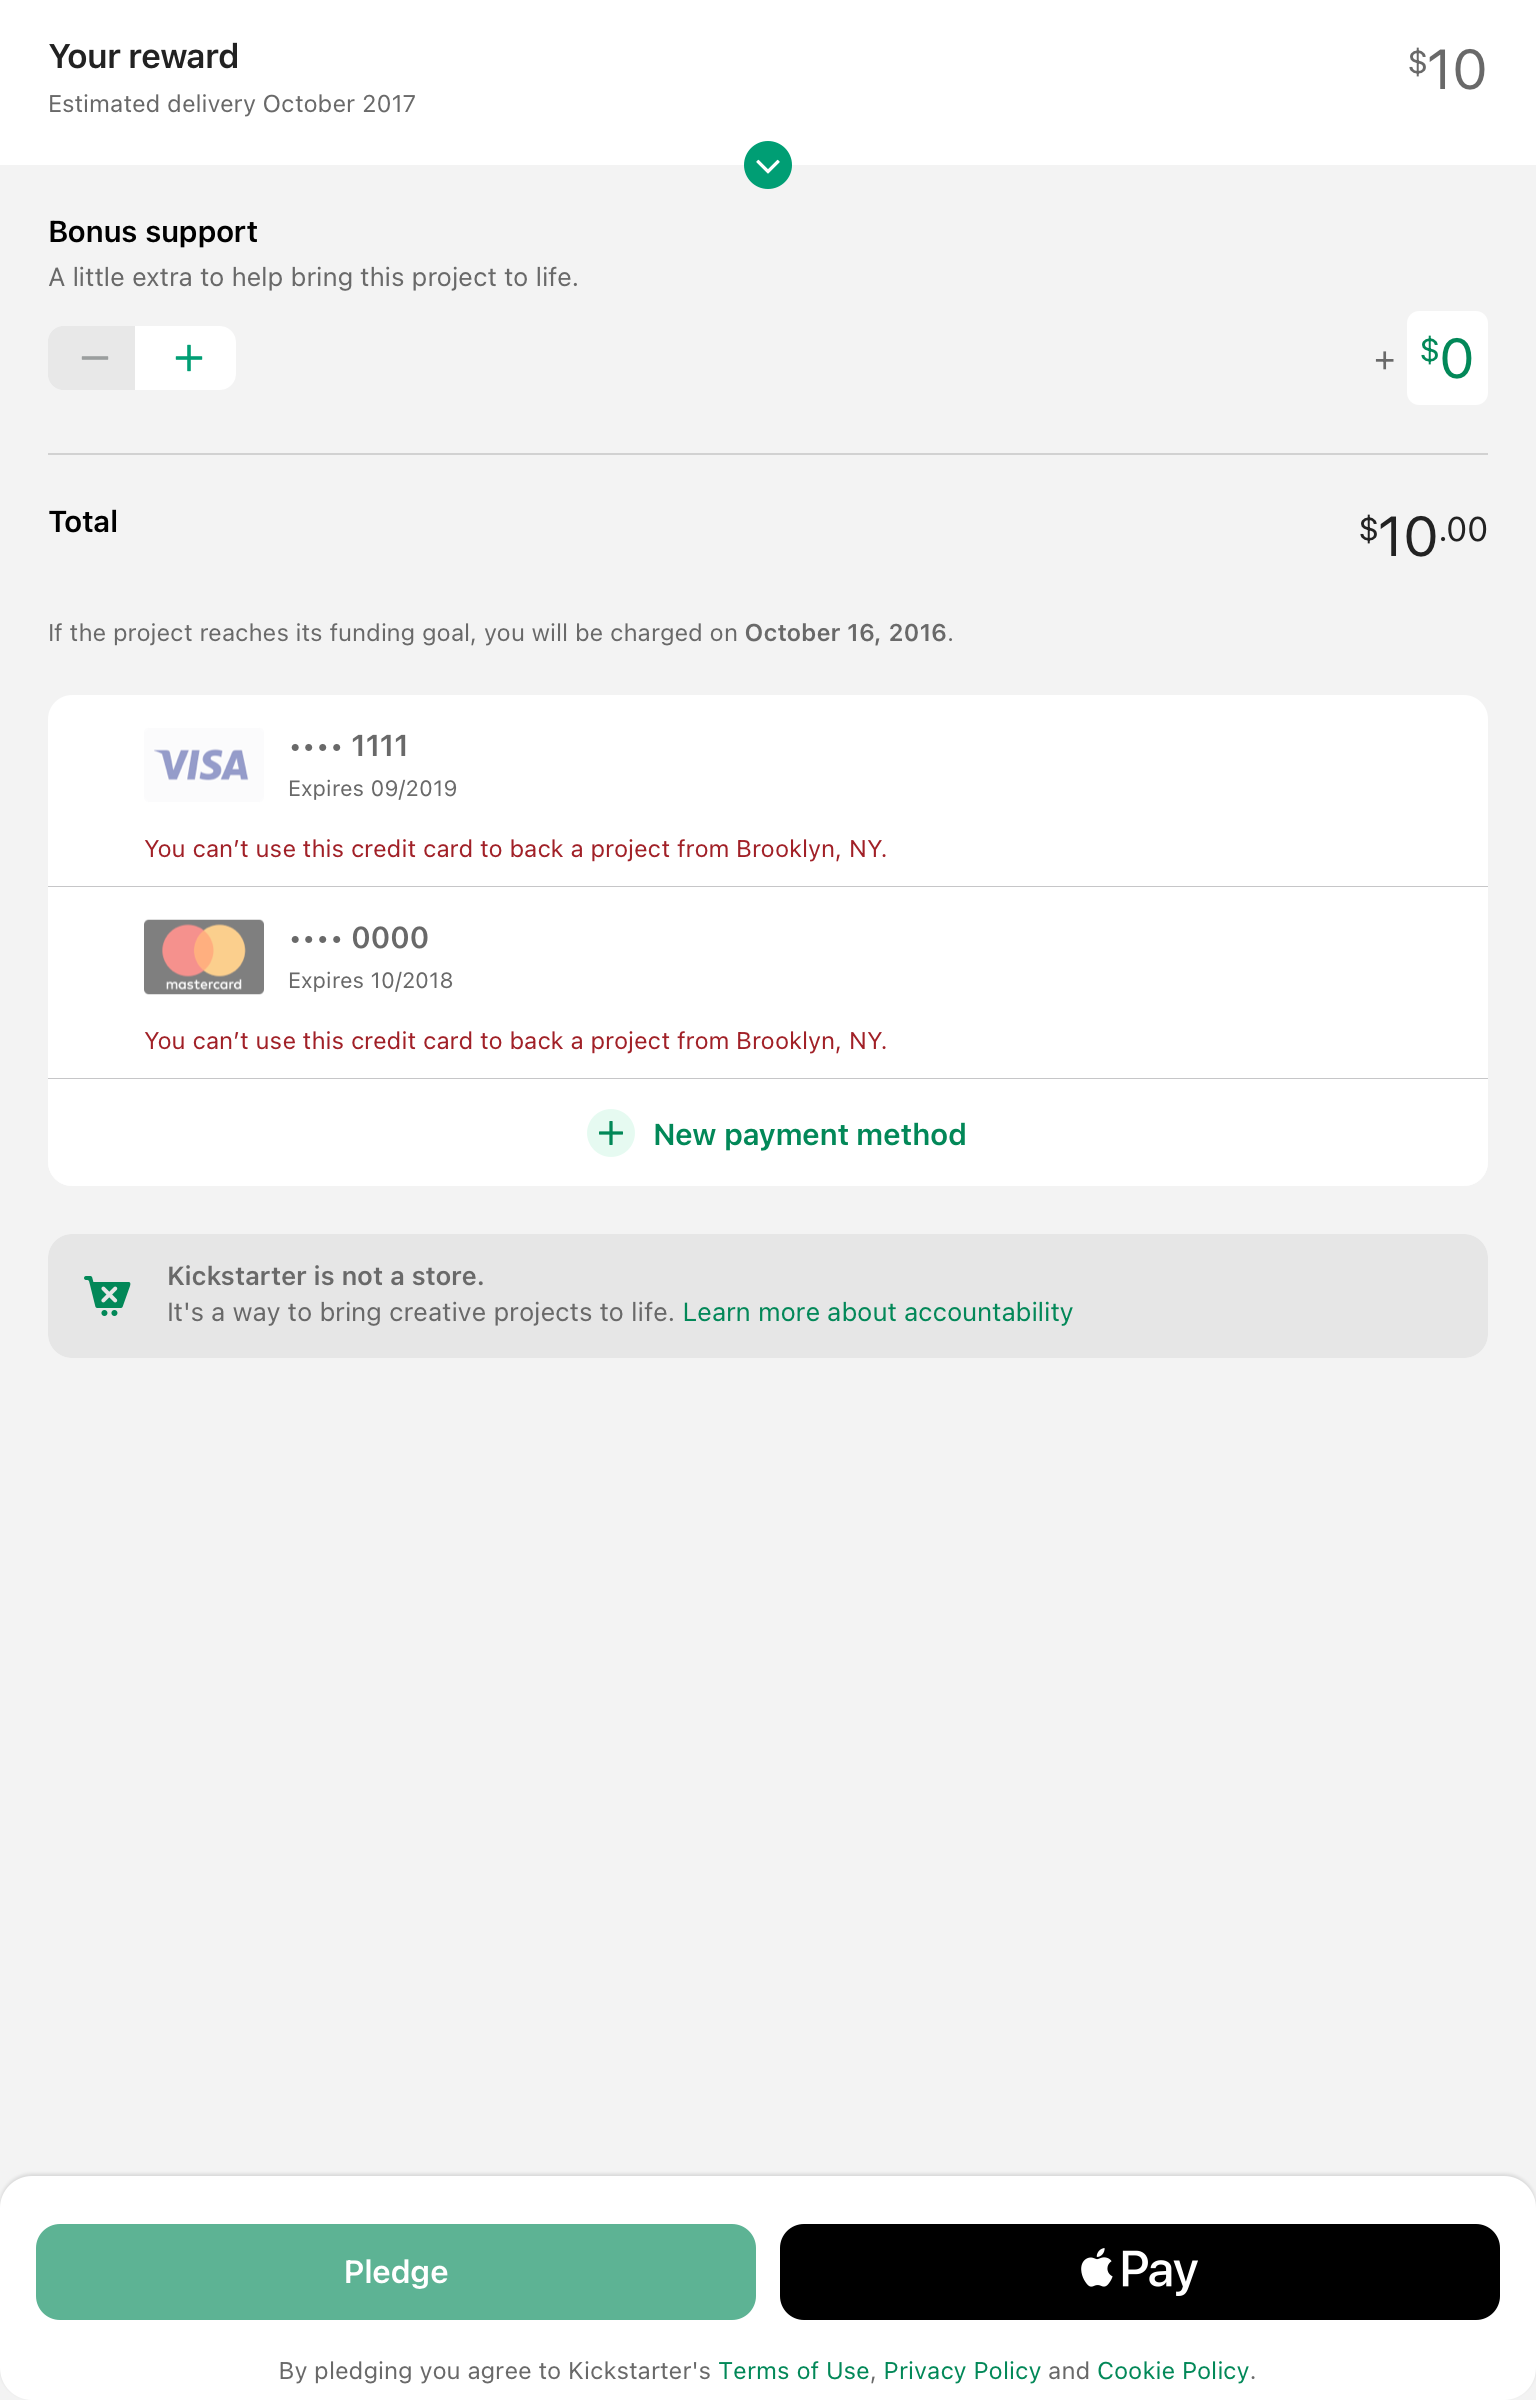 Your reward
$10
Estimated delivery October 2017
Bonus support
A little extra to help bring this project to life.
+ $0
Total
$10.00
If the project reaches its funding goal, you will be charged on October 16, 2016.
VISA
•••• 1111
Expires 09/2019
You can’t use this credit card to back a project from Brooklyn, NY.
mastercard
•••• 0000
Expires 10/2018
You can’t use this credit card to back a project from Brooklyn, NY.
New payment method
Kickstarter is not a store.
It's a way to bring creative projects to life. Learn more about accountability
Pledge
Pay
By pledging you agree to Kickstarter's Terms of Use, Privacy Policy and Cookie Policy.